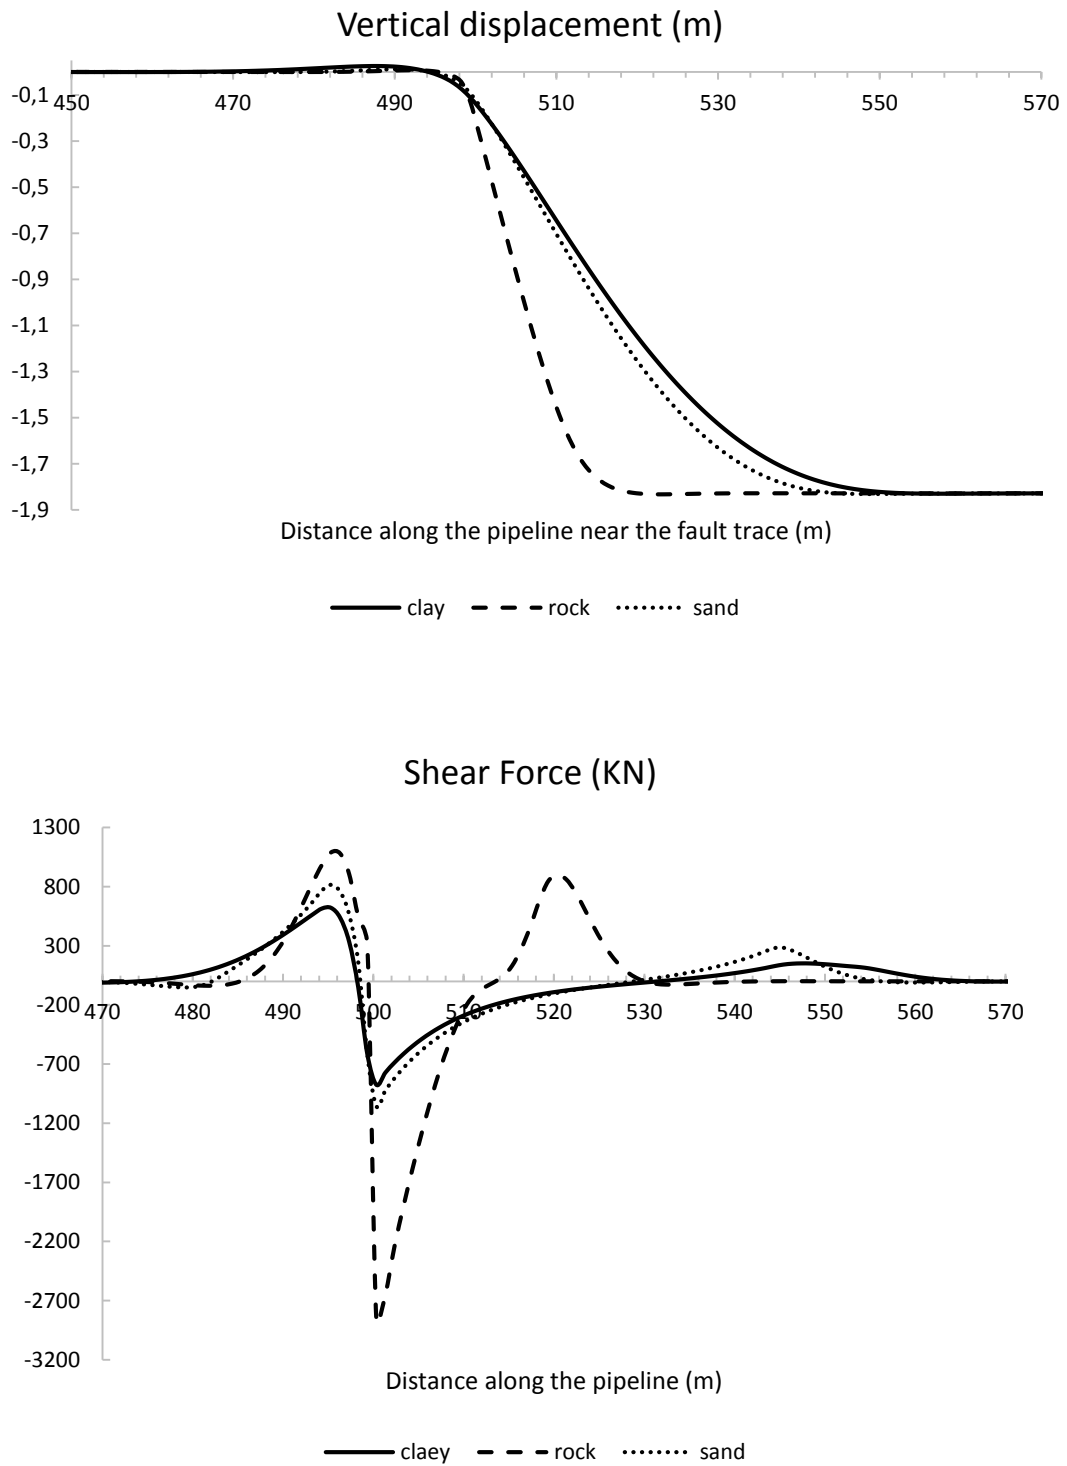 Vertical displacement (m)
-0,1
450 470 490 510 530 550 570
-0,3
-0,5
-0,7
-0,9
-1,1
-1,3
-1,5
-1,7
-1,9
Distance along the pipeline near the fault trace (m)
clay rock sand
Shear Force (KN)
1300
800
300
-200
470 480 490 500 510 520 530 540 550 560 570
-700
-1200
-1700
-2200
-2700
-3200
Distance along the pipeline (m)
claey rock sand